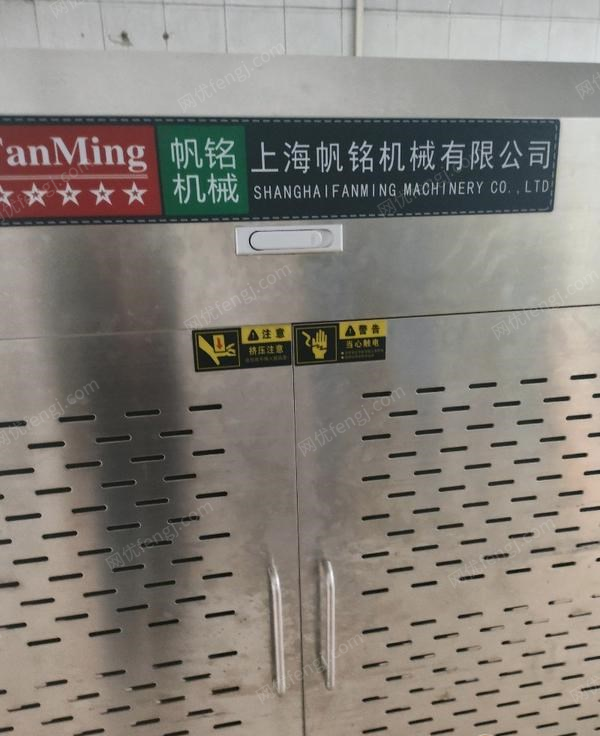 FanMing
帆铭
机械
上海帆铭机械有限公司
SHANGHAIFANMING MACHINERY CO.,LTD
注意
挤压注意
警告
当心触电
网优fengj.com